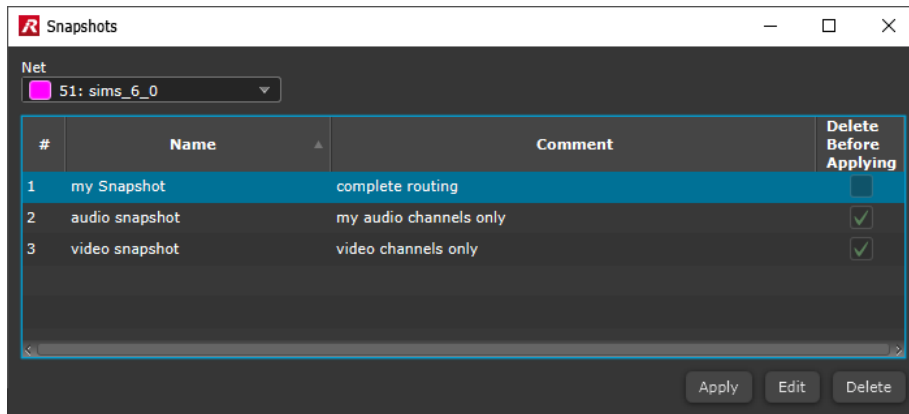 R Snapshots
Net
51: sims_6_0
# Name Comment Delete Before Applying
1 my Snapshot complete routing
2 audio snapshot my audio channels only
3 video snapshot video channels only
Apply Edit Delete